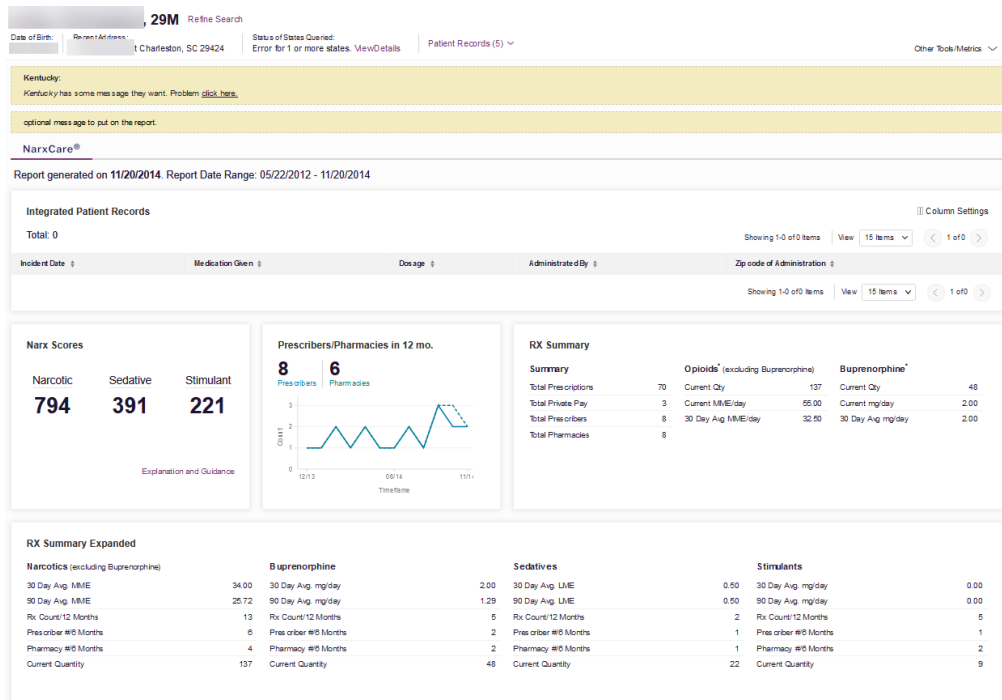 , 29M Refine Search
Date of Birth: Recent Address: Status of States Queried: Patient Records (5)
t Charleston, SC 29424 Error for 1 or more states. ViewDetails Other Tools/Metrics
Kentucky:
Kentucky has some message they want. Problem click here.
optional message to put on the report.
NarxCare®
Report generated on 11/20/2014. Report Date Range: 05/22/2012 - 11/20/2014
Integrated Patient Records Column Settings
Total: 0
Showing 1-0 of 0 Items View 15 Items 1 of 0
Incident Date Medication Given Dosage Administrated By Zip code of Administration
Showing 1-0 of 0 Items View 15 Items 1 of 0
Narx Scores
Narcotic Sedative Stimulant
794 391 221
Explanation and Guidance
Prescribers/Pharmacies in 12 mo.
8 6
Prescribers Pharmacies
3
2
1
0
Count
12/13 06/14 11/1
Timeframe
RX Summary
Summary Opioids* (excluding Buprenorphine) Buprenorphine*
Total Prescriptions 70 Current Qty 137 Current Qty 48
Total Private Pay 3 Current MME/day 55.00 Current mg/day 2.00
Total Prescribers 8 30 Day Avg MME/day 32.50 30 Day Avg mg/day 2.00
Total Pharmacies 8
RX Summary Expanded
Narcotics (excluding Buprenorphine) Buprenorphine Sedatives Stimulants
30 Day Avg. MME 34.00 30 Day Avg. mg/day 2.00 30 Day Avg. LME 0.50 30 Day Avg. mg/day 0.00
90 Day Avg. MME 25.72 90 Day Avg. mg/day 1.29 90 Day Avg. LME 0.50 90 Day Avg. mg/day 0.00
Rx Count/12 Months 13 Rx Count/12 Months 5 Rx Count/12 Months 2 Rx Count/12 Months 5
Prescriber #/6 Months 6 Prescriber #/6 Months 2 Prescriber #/6 Months 1 Prescriber #/6 Months 1
Pharmacy #/6 Months 4 Pharmacy #/6 Months 2 Pharmacy #/6 Months 1 Pharmacy #/6 Months 2
Current Quantity 137 Current Quantity 48 Current Quantity 22 Current Quantity 9